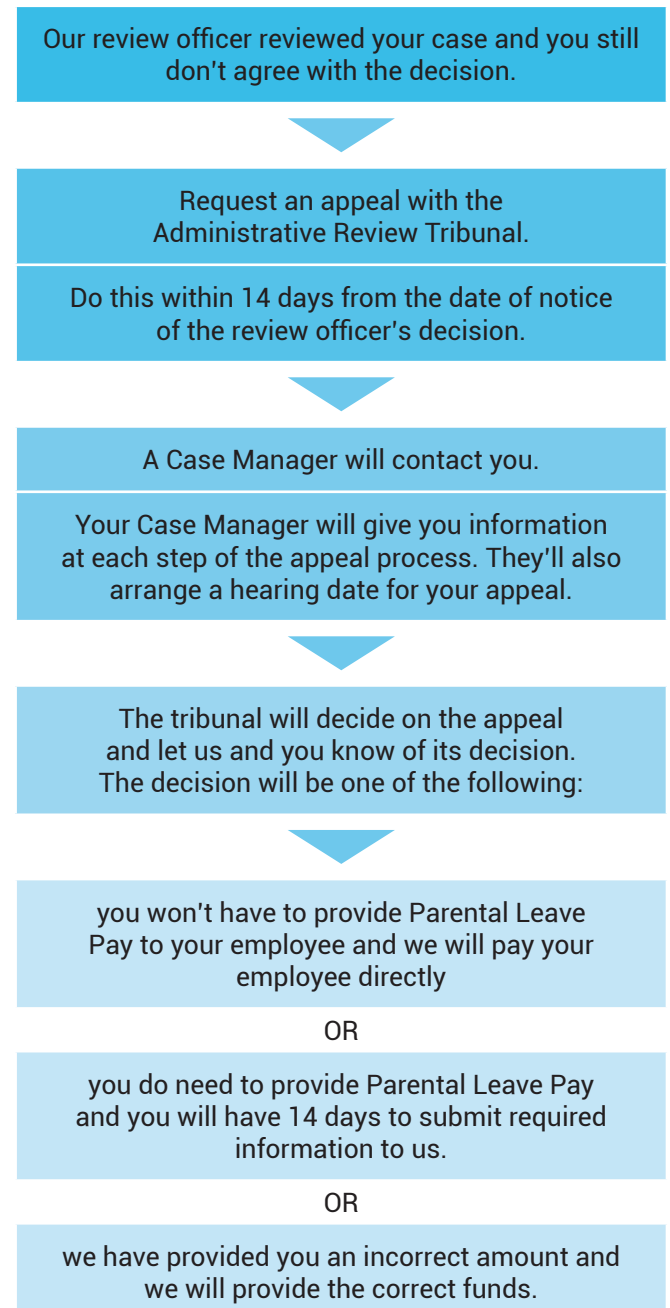 Our review officer reviewed your case and you still
don't agree with the decision.
Request an appeal with the
Administrative Review Tribunal.
Do this within 14 days from the date of notice
of the review officer's decision.
A Case Manager will contact you.
Your Case Manager will give you information
at each step of the appeal process. They'll also
arrange a hearing date for your appeal.
The tribunal will decide on the appeal
and let us and you know of its decision.
The decision will be one of the following:
you won't have to provide Parental Leave
Pay to your employee and we will pay your
employee directly
OR
you do need to provide Parental Leave Pay
and you will have 14 days to submit required
information to us.
OR
we have provided you an incorrect amount and
we will provide the correct funds.